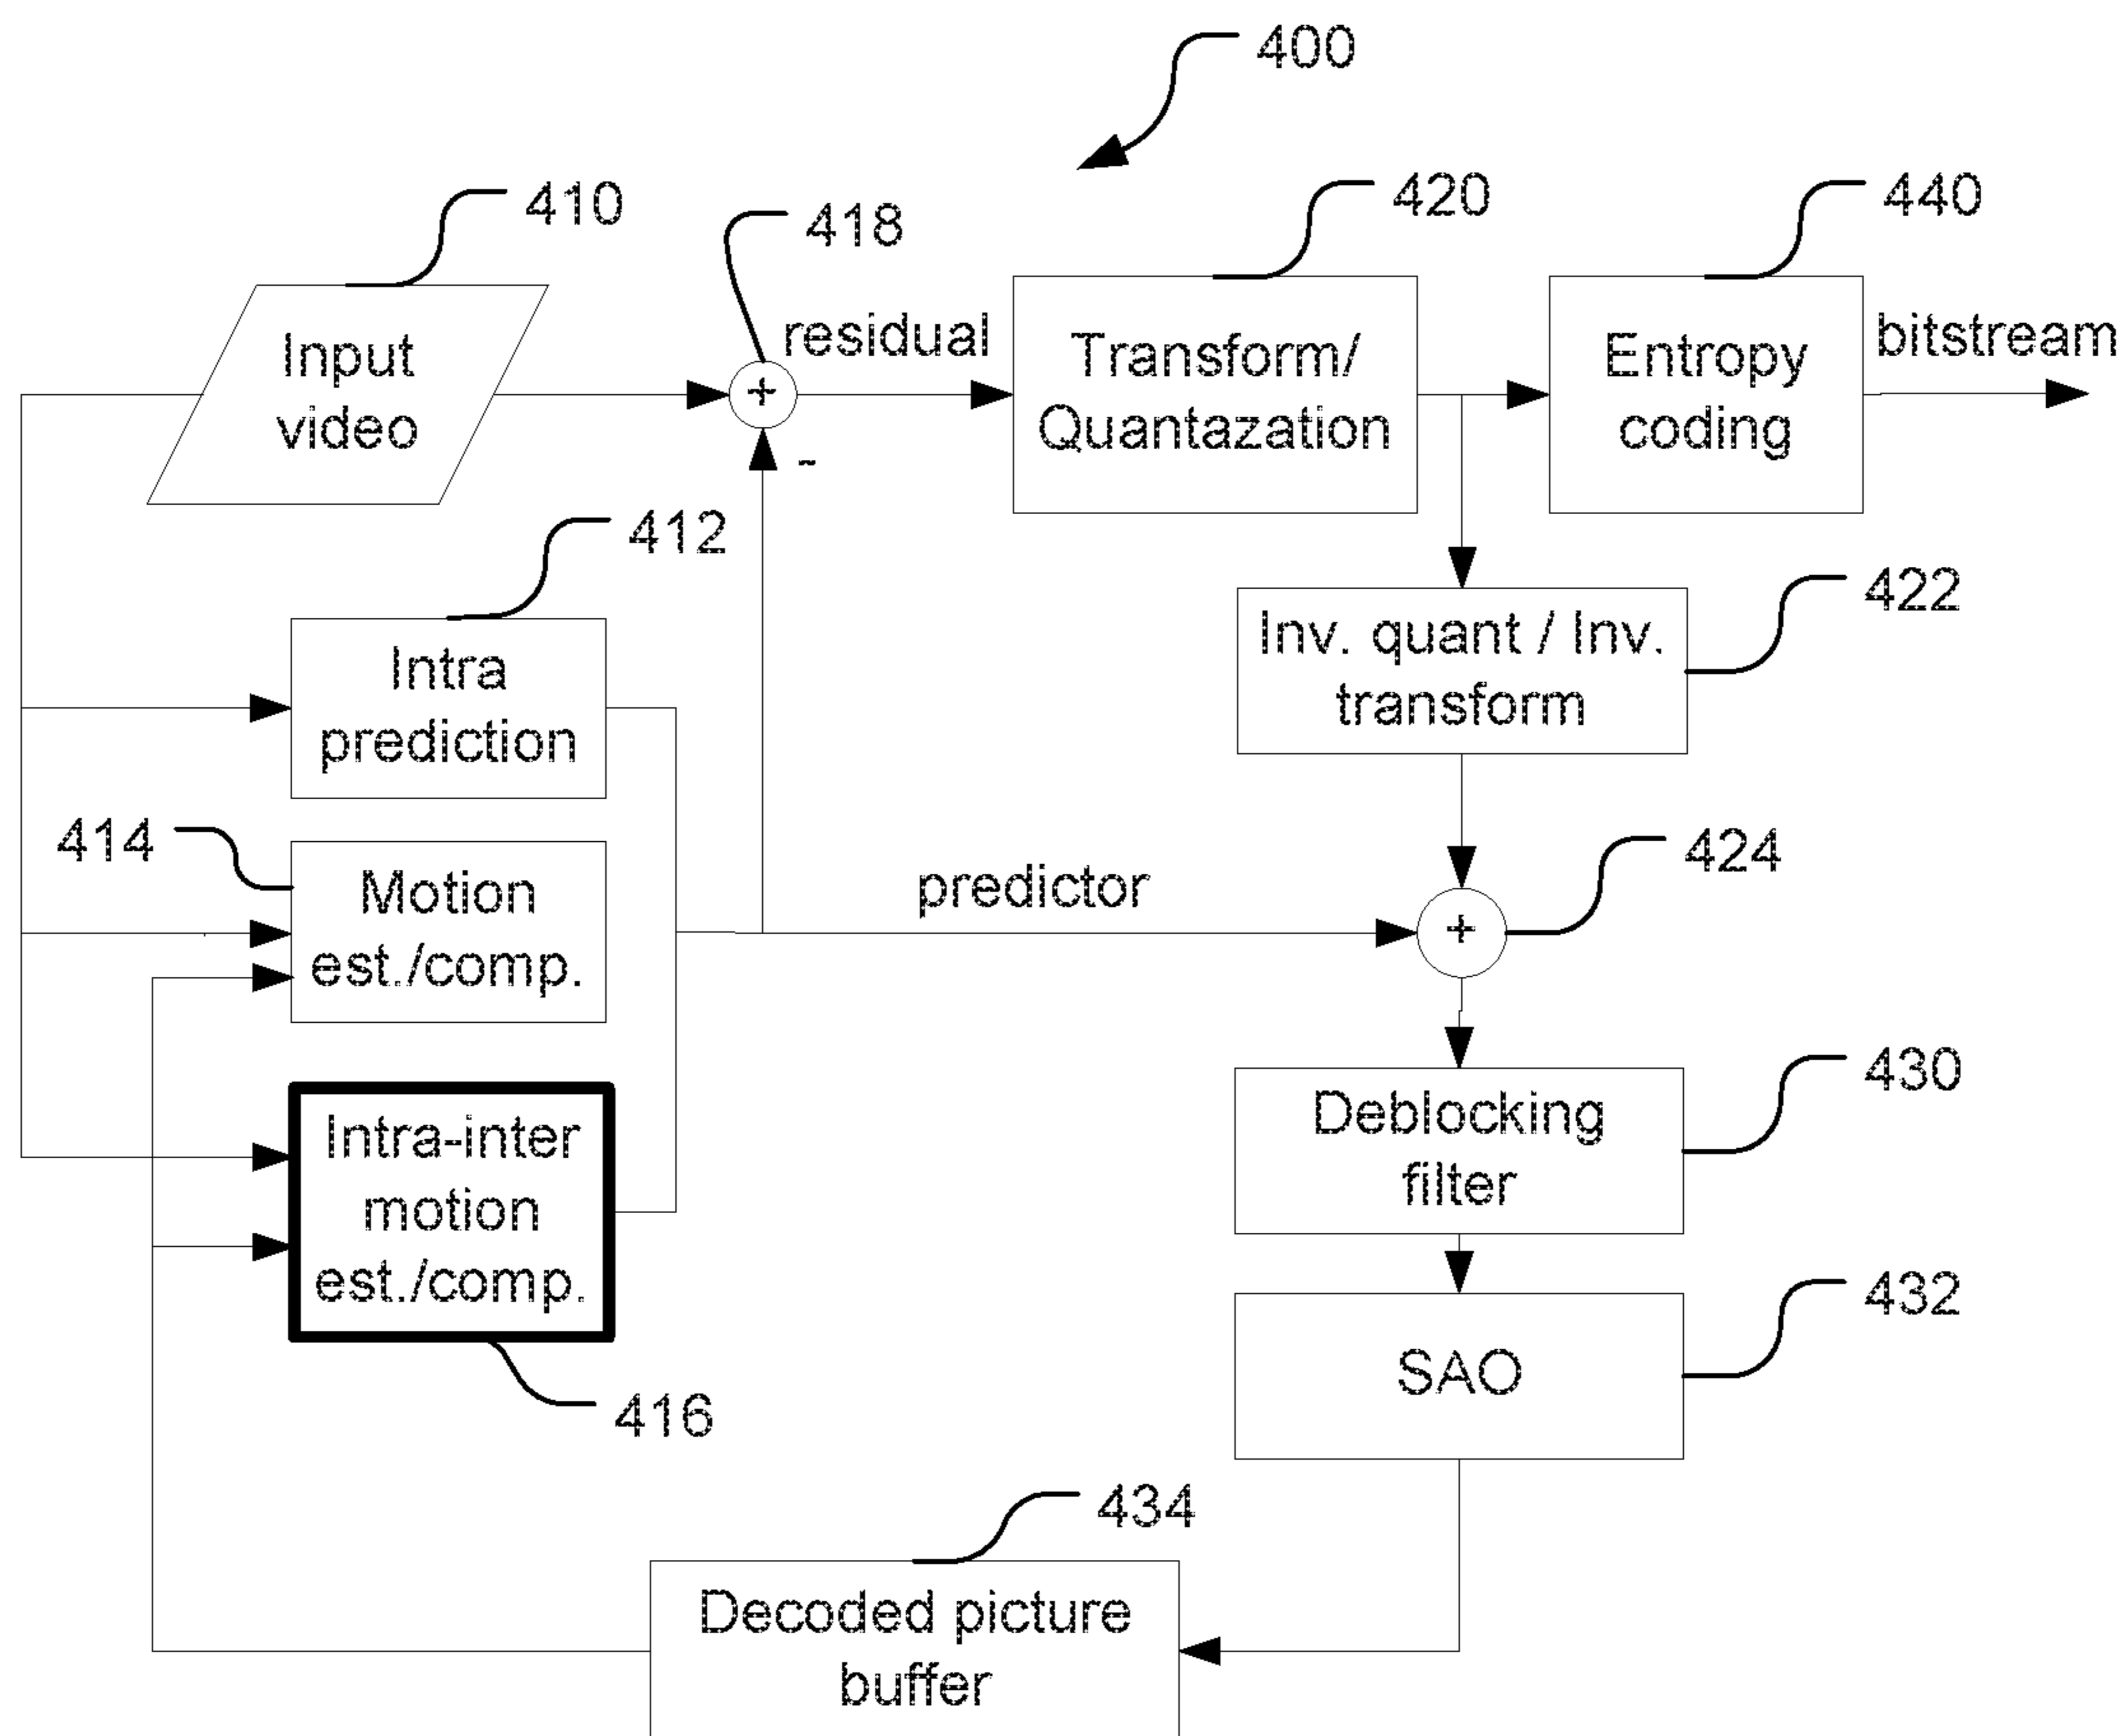 400
410
418
420
440
Input
video
+
residual
Transform/
Quantazation
Entropy
coding
bitstream
-
412
Intra
prediction
422
Inv. quant / Inv.
transform
414
Motion
est./comp.
predictor
424
+
430
Deblocking
filter
Intra-inter
motion
est./comp.
416
432
SAO
434
Decoded picture
buffer